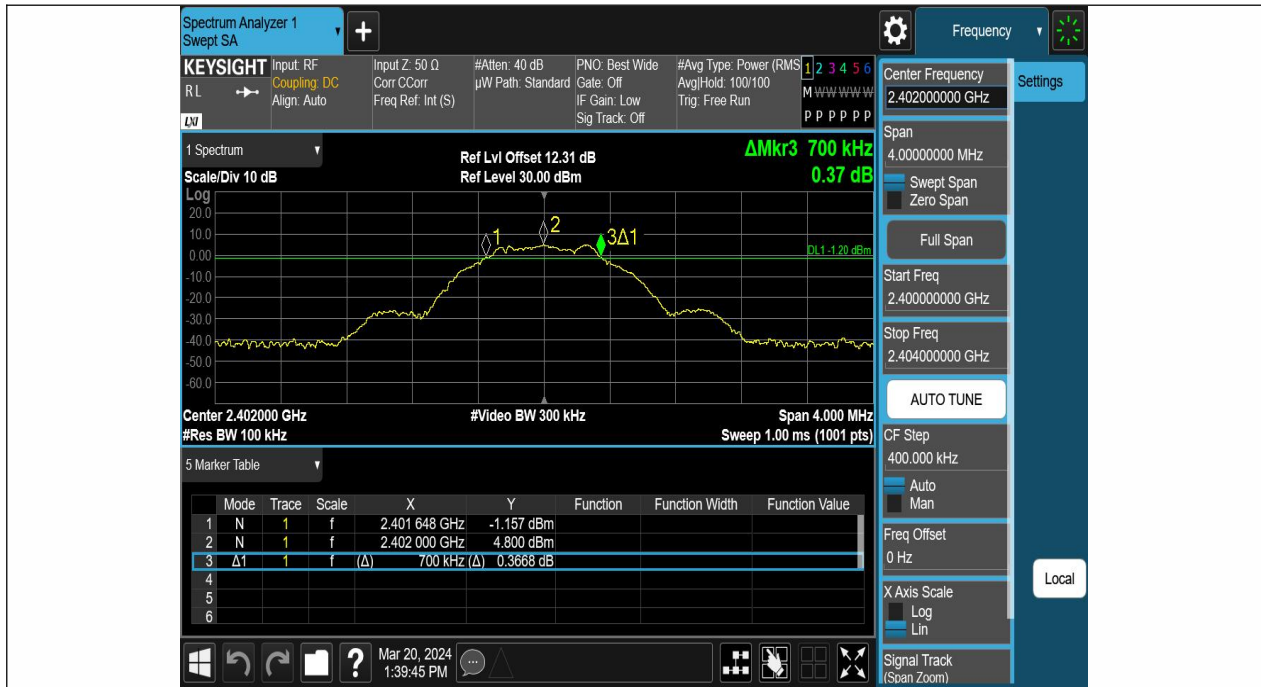 Spectrum Analyzer 1
Swept SA
+
Frequency
KEYSIGHT
RL
LXI
Input: RF
Coupling: DC
Align: Auto
Input Z: 50 Ω
Corr CCorr
Freq Ref: Int (S)
#Atten: 40 dB
µW Path: Standard
PNO: Best Wide
Gate: Off
IF Gain: Low
Sig Track: Off
#Avg Type: Power (RMS
Avg|Hold: 100/100
Trig: Free Run
1 2 3 4 5 6
M W W W W W
P P P P P P
1 Spectrum
Scale/Div 10 dB
Ref Lvl Offset 12.31 dB
Ref Level 30.00 dBm
ΔMkr3 700 kHz
0.37 dB
Log
20.0
10.0
0.00
-10.0
-20.0
-30.0
-40.0
-50.0
-60.0
1
2
3Δ1
DL1 -1.20 dBm
Center 2.402000 GHz
#Res BW 100 kHz
#Video BW 300 kHz
Span 4.000 MHz
Sweep 1.00 ms (1001 pts)
5 Marker Table
Mode Trace Scale X Y Function Function Width Function Value
1 N 1 f 2.401 648 GHz -1.157 dBm
2 N 1 f 2.402 000 GHz 4.800 dBm
3 Δ1 1 f (Δ) 700 kHz (Δ) 0.3668 dB
4
5
6
?
Mar 20, 2024
1:39:45 PM
Center Frequency
2.402000000 GHz
Settings
Span
4.00000000 MHz
Swept Span
Zero Span
Full Span
Start Freq
2.400000000 GHz
Stop Freq
2.404000000 GHz
AUTO TUNE
CF Step
400.000 kHz
Auto
Man
Freq Offset
0 Hz
X Axis Scale
Log
Lin
Signal Track
(Span Zoom)
Local